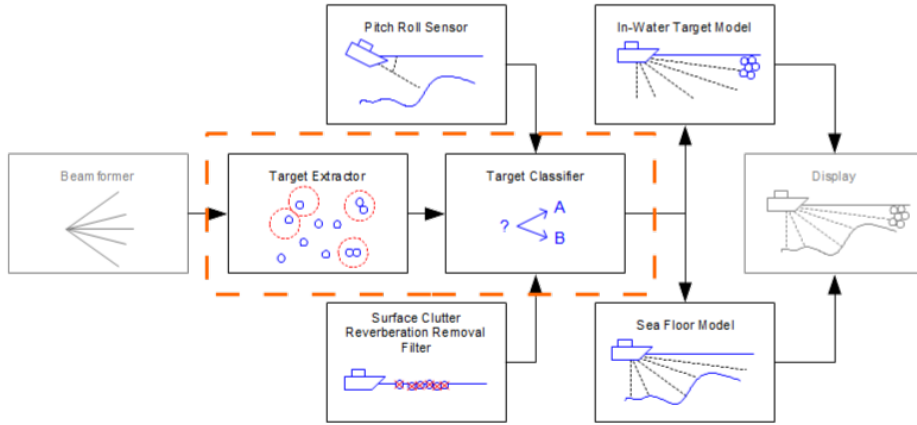 Pitch Roll Sensor
In-Water Target Model
Beam former
Target Extractor
Target Classifier
Display
?
A
B
Surface Clutter
Reverberation Removal
Filter
Sea Floor Model